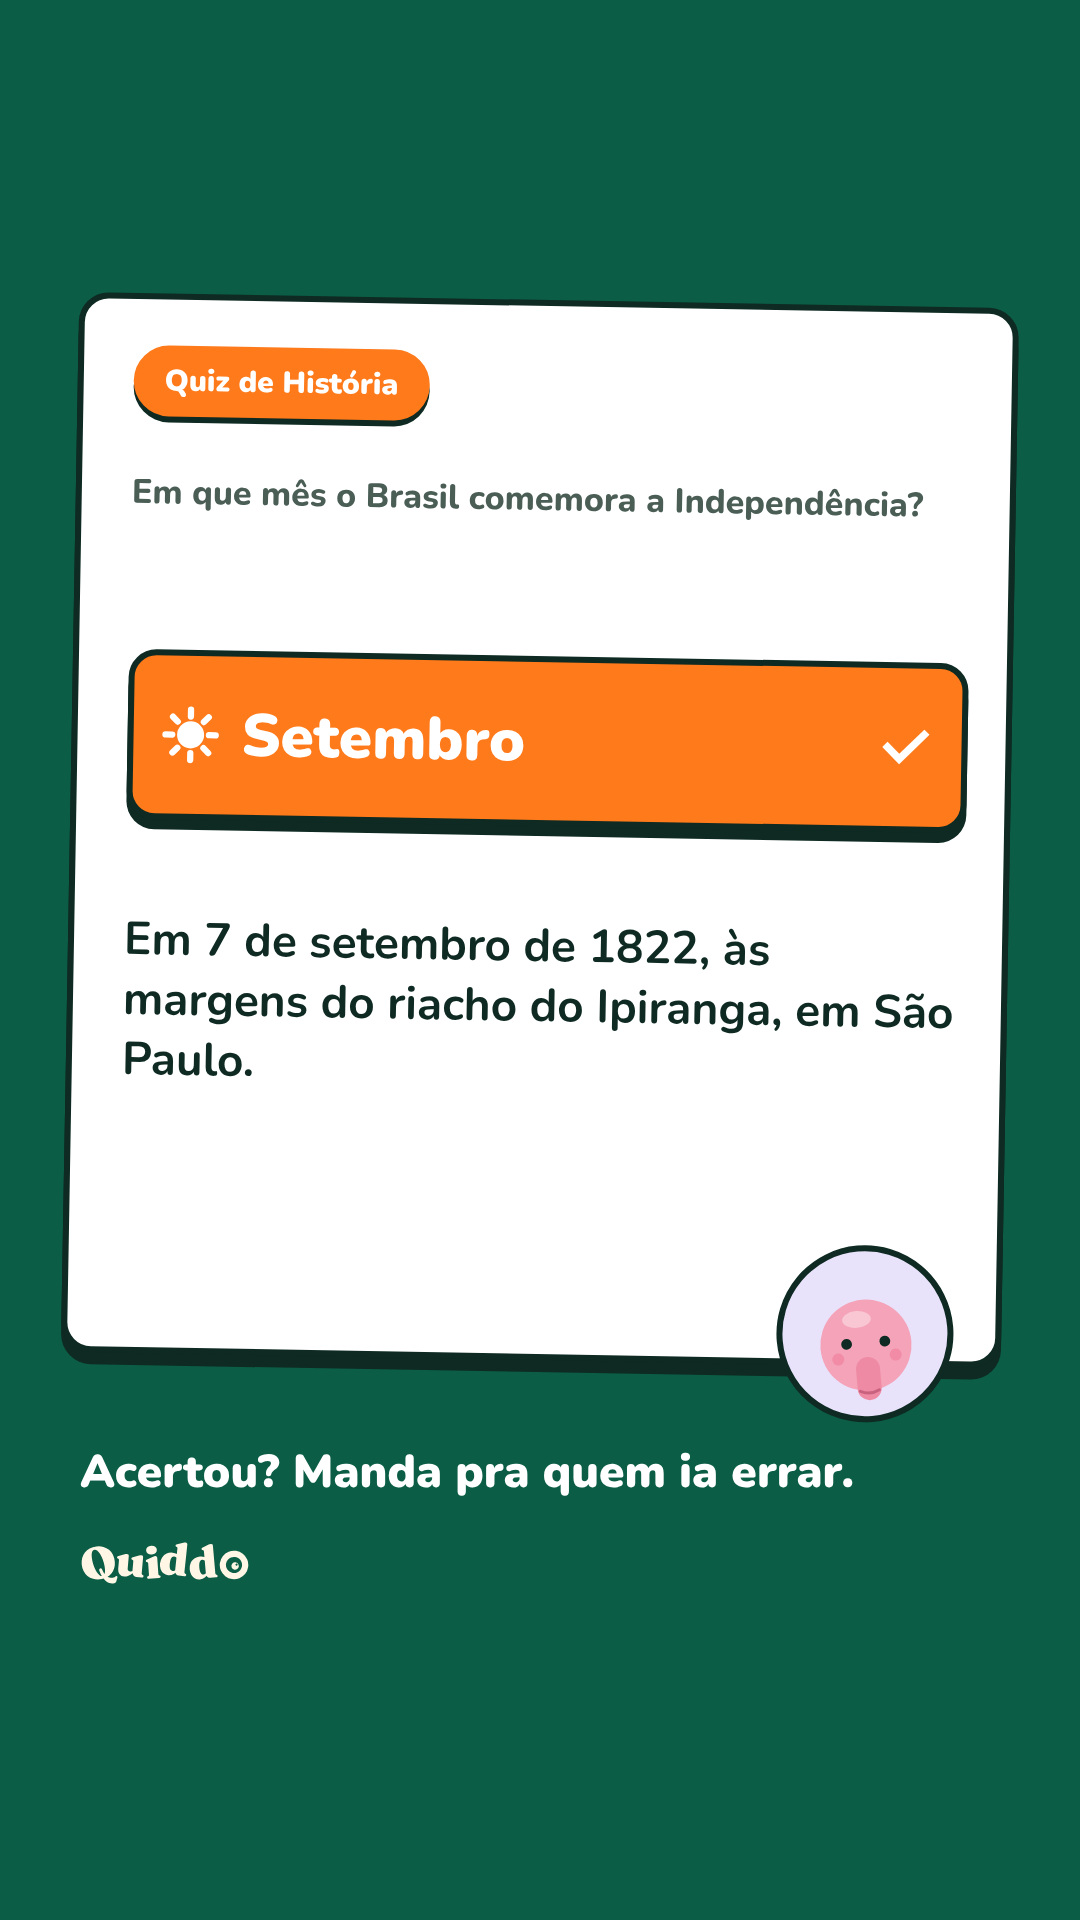 Quiz de História
Em que mês o Brasil comemora a Independência?
Setembro
Em 7 de setembro de 1822, às
margens do riacho do Ipiranga, em São
Paulo.
Acertou? Manda pra quem ia errar.
Quiddo